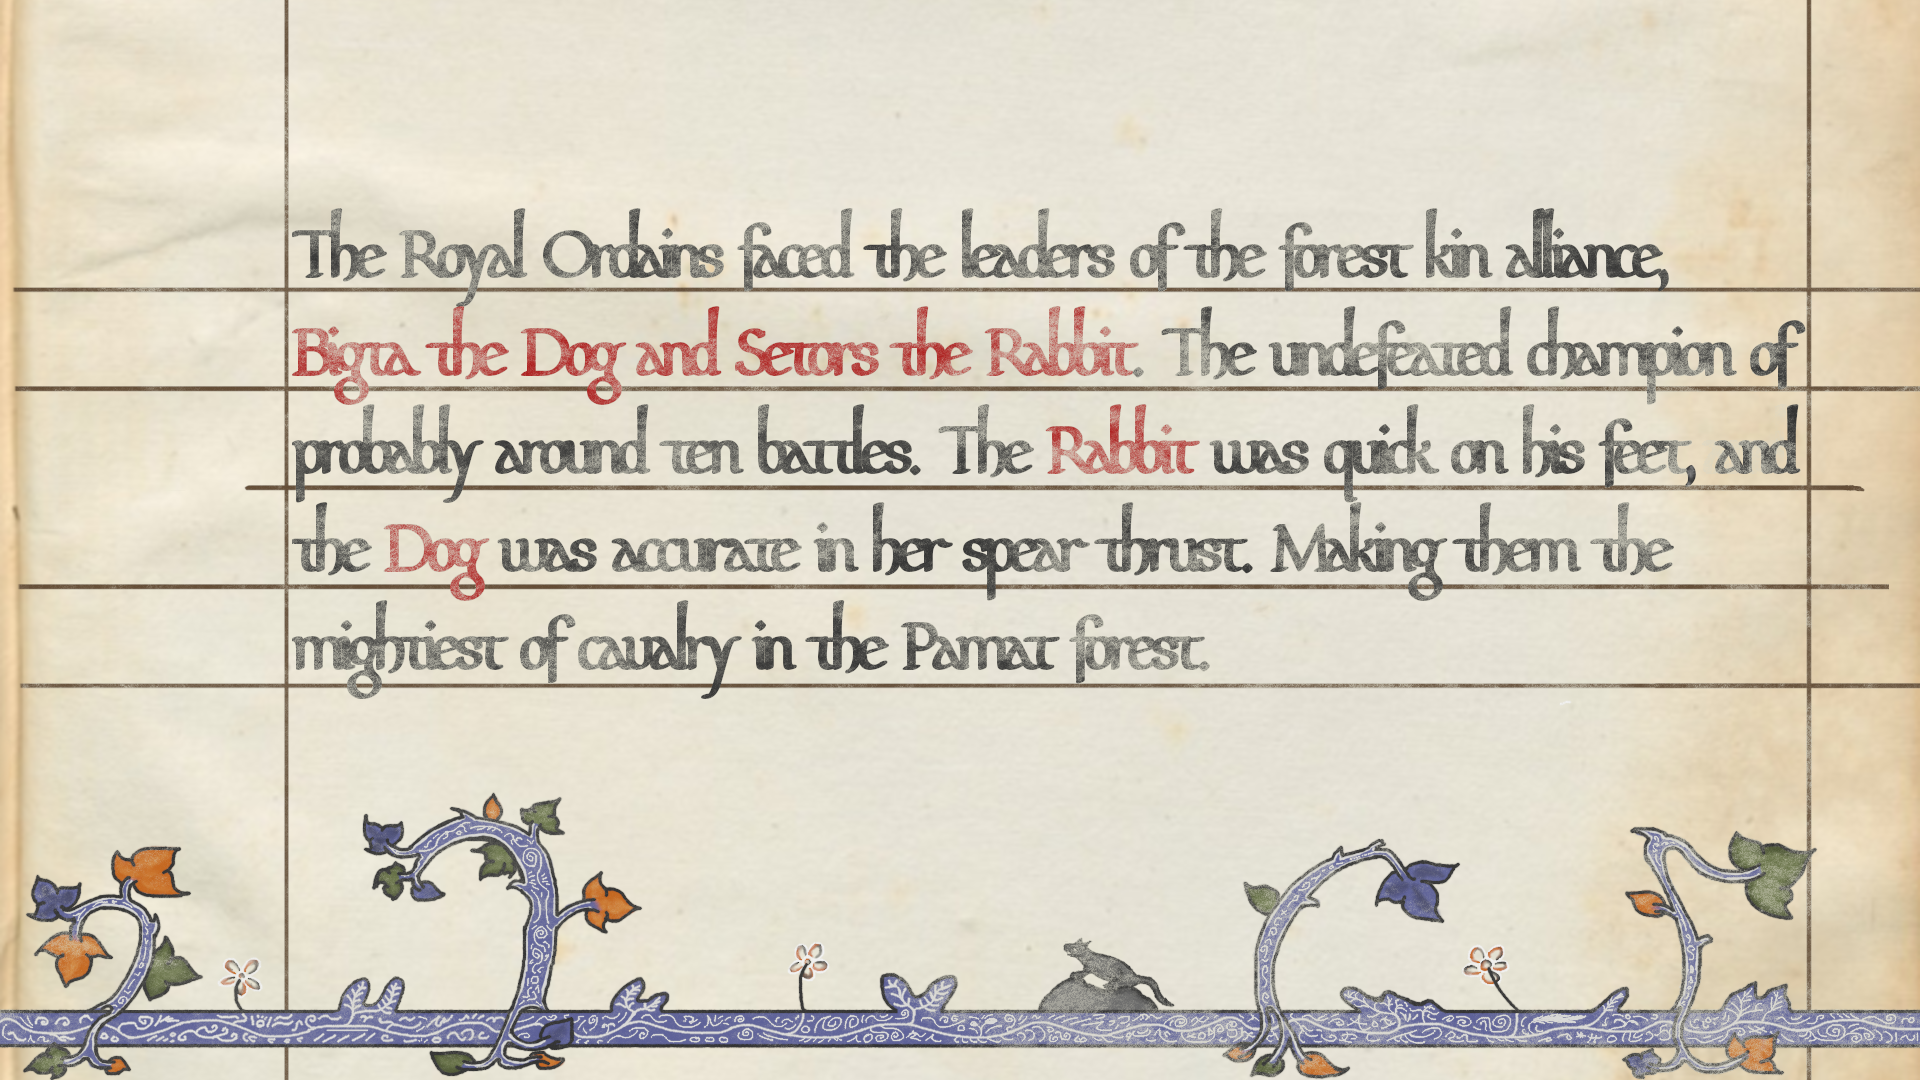 The Royal Ordains faced the leaders of the forest kin alliance,
Bigta the Dog and Setors the Rabbit. The undefeated champion of
probably around ten battles. The Rabbit was quick on his feet, and
the Dog was accurate in her spear thrust. Making them the
mightiest of cavalry in the Pamat forest.